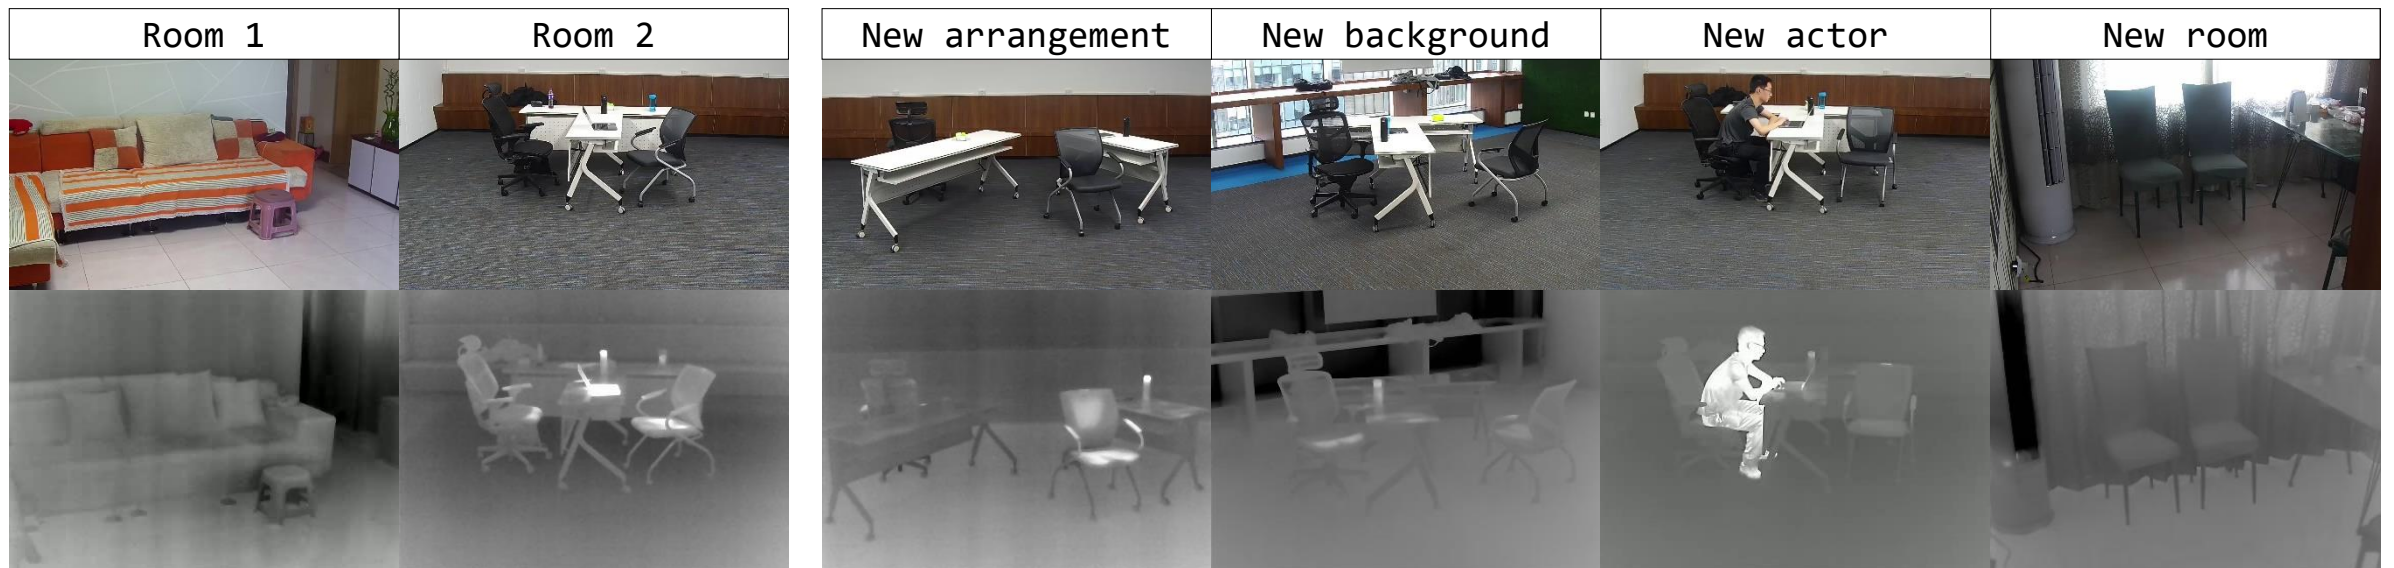 Room 1
Room 2
New arrangement
New background
New actor
New room